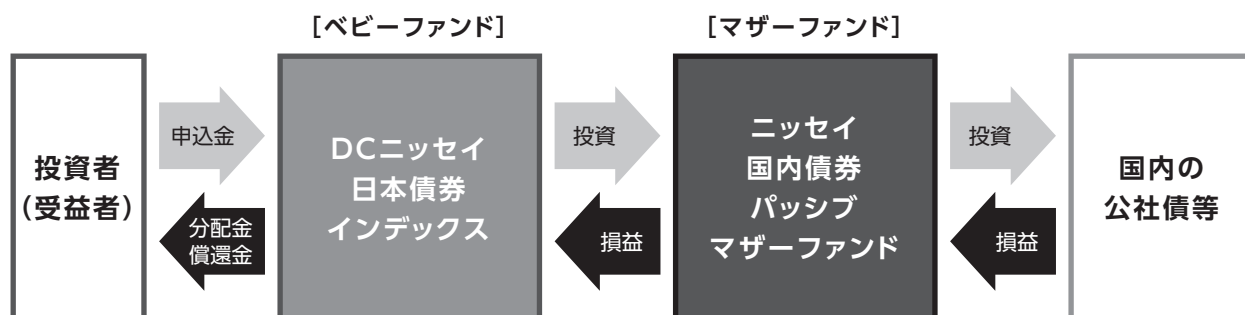 [ベビーファンド]
[マザーファンド]
投資者
(受益者)
申込金
分配金
償還金
DCニッセイ
日本債券
インデックス
投資
損益
ニッセイ
国内債券
パッシブ
マザーファンド
投資
損益
国内の
公社債等